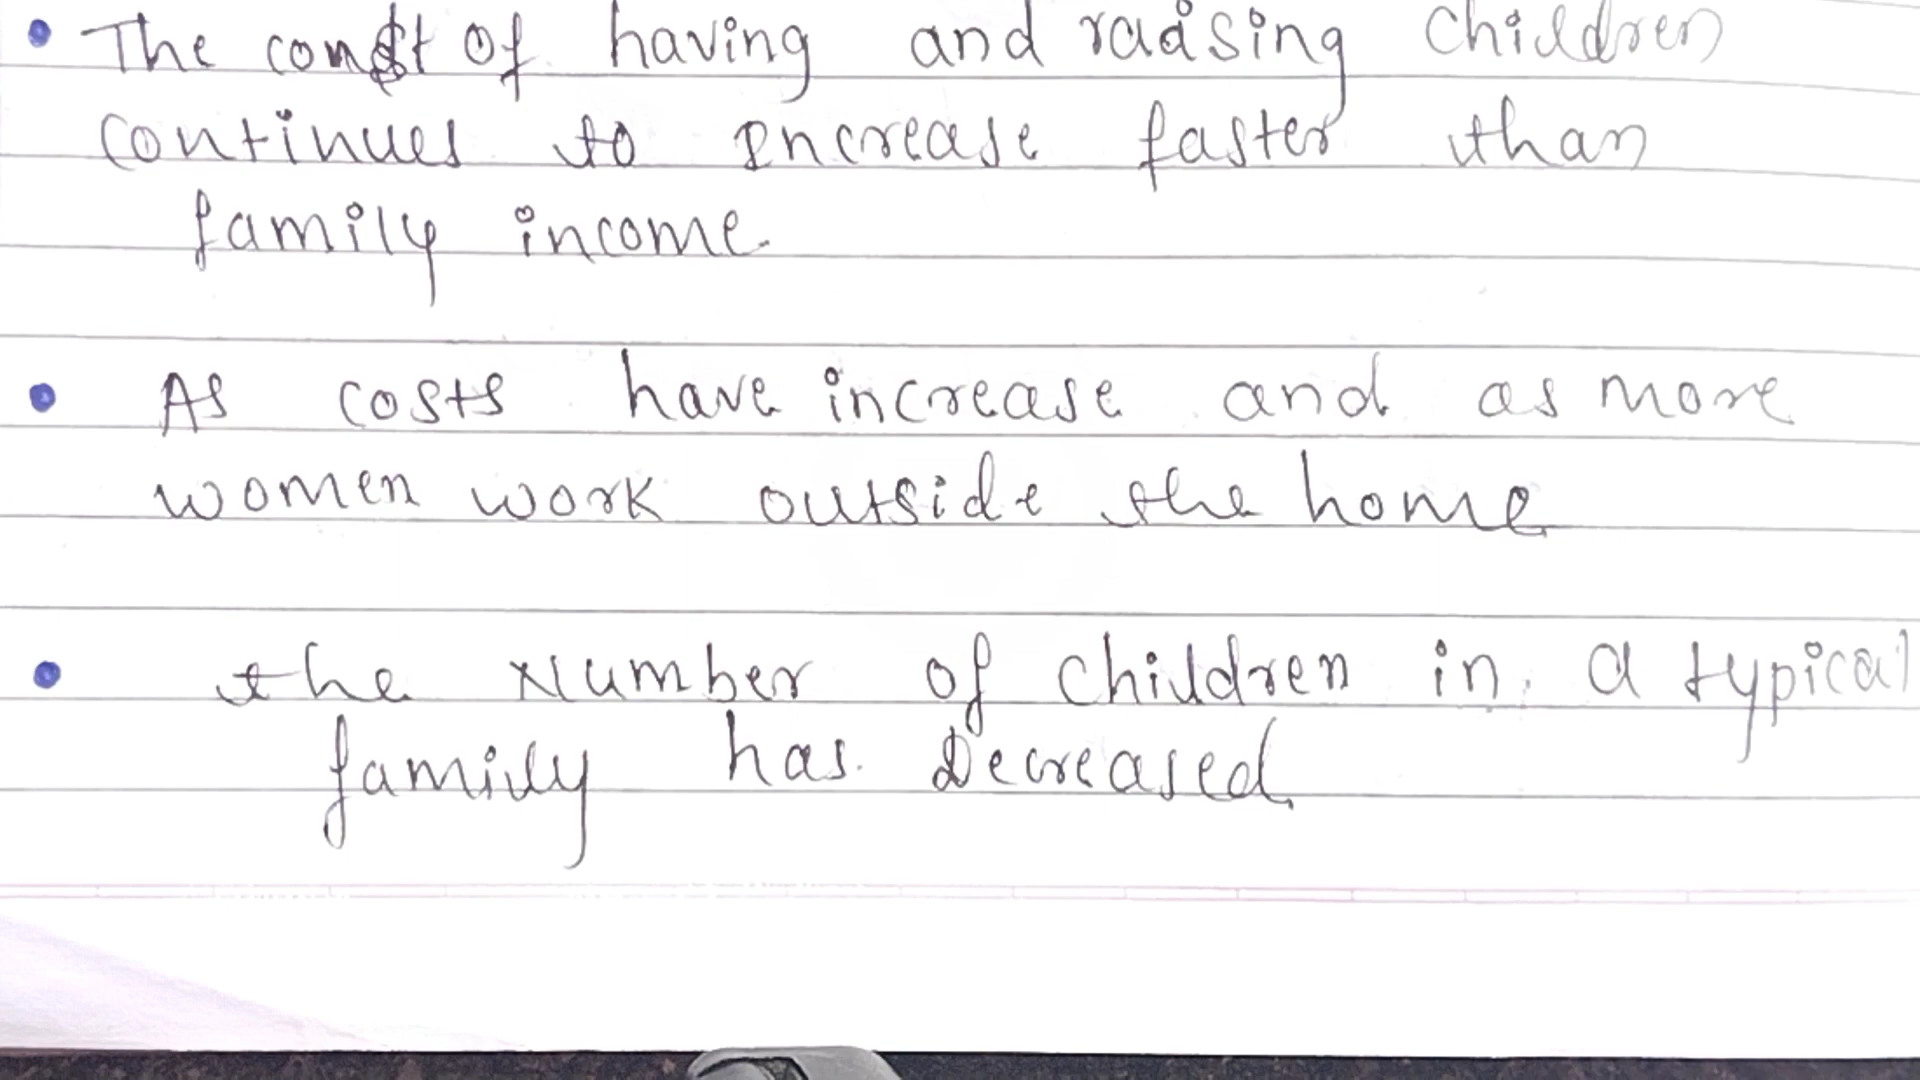 • The const of having and raising children
continues to increase faster than
family income.
• As costs have increase and as more
women work outside the home
• the Number of children in a typical
family has Decreased.